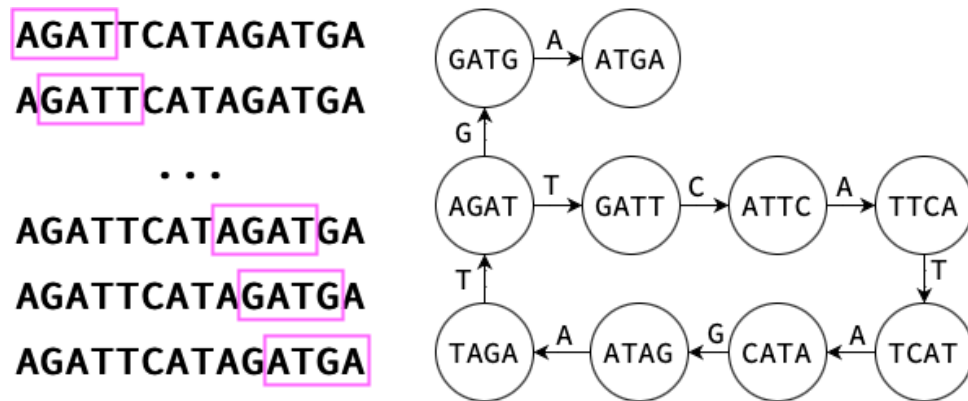 AGATTCATAGATGA
AGATTCATAGATGA
...
AGATTCATAGATGA
AGATTCATAGATGA
AGATTCATAGATGA
GATG A ATGA
G
AGAT T GATT C ATTC A TTCA
T T
TAGA A ATAG G CATA A TCAT